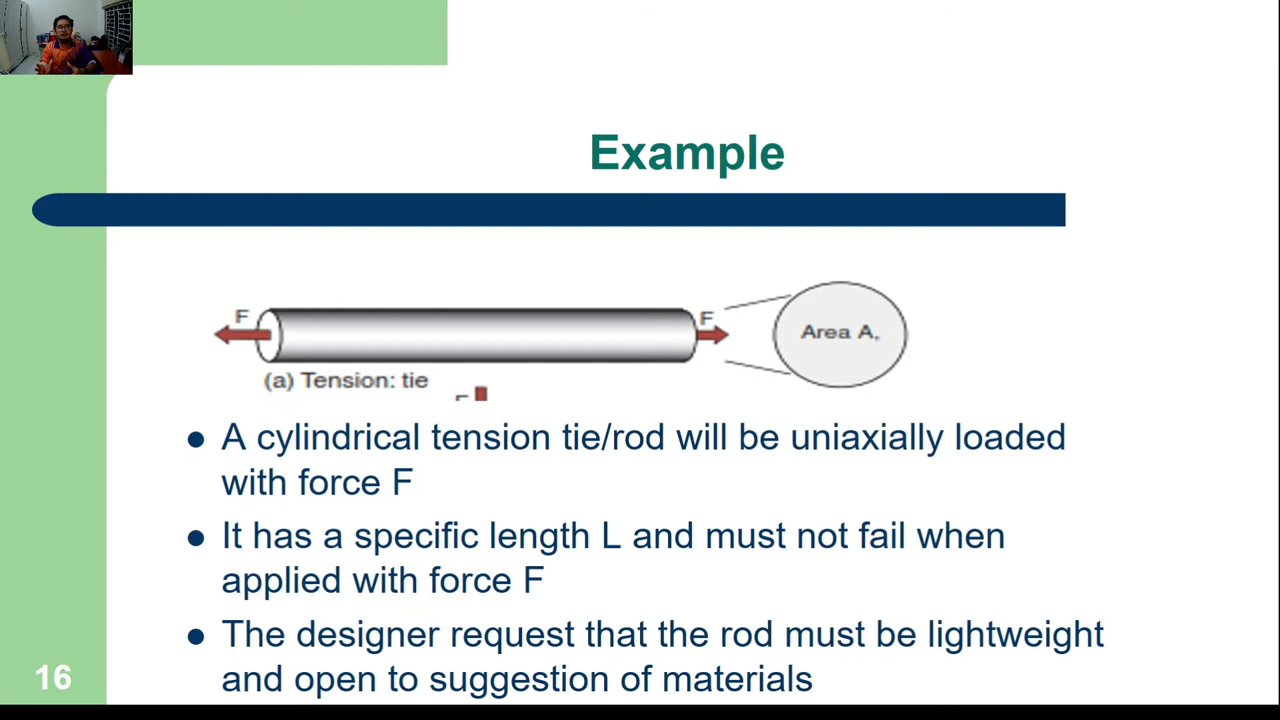 Example
F
F
Area A,
(a) Tension: tie
A cylindrical tension tie/rod will be uniaxially loaded
with force F
It has a specific length L and must not fail when
applied with force F
The designer request that the rod must be lightweight
and open to suggestion of materials
16